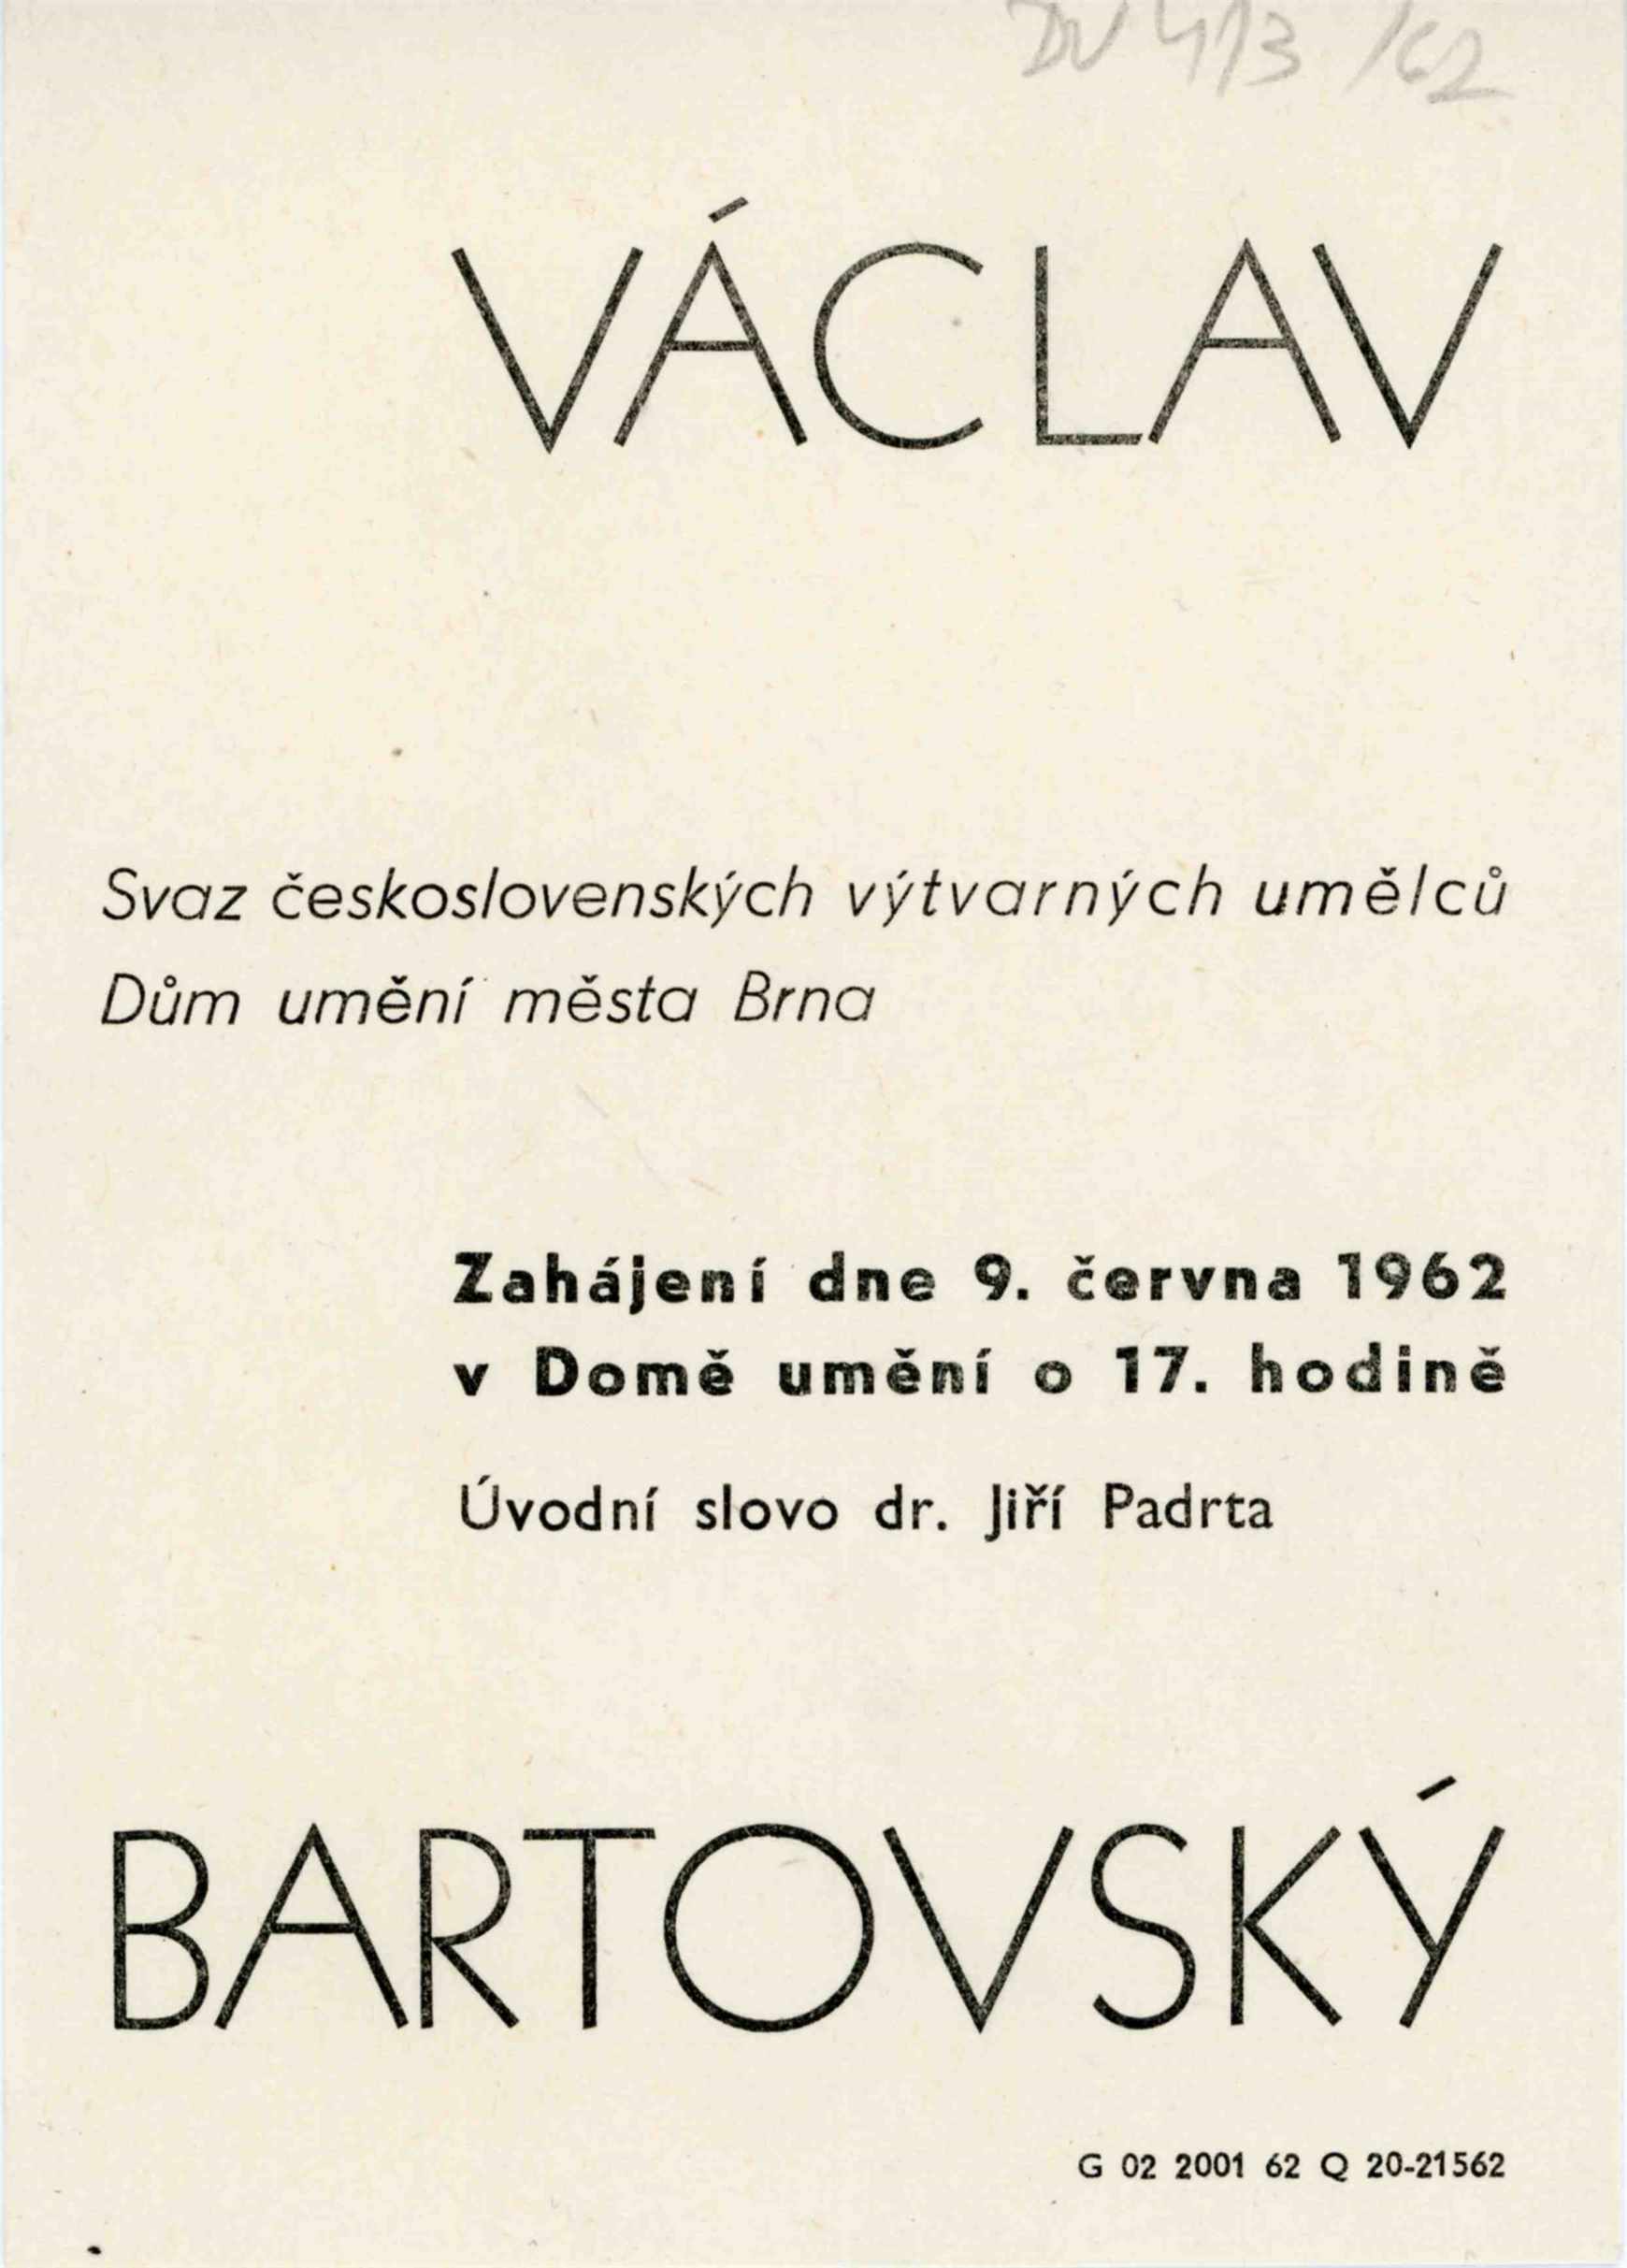 DV 413 /62
VÁCLAV
Svaz československých výtvarných umělců
Dům umění města Brna
Zahájení dne 9. června 1962
v Domě umění o 17. hodině
Úvodní slovo dr. Jiří Padrta
BARTOVSKÝ
G 02 2001 62 Q 20-21562